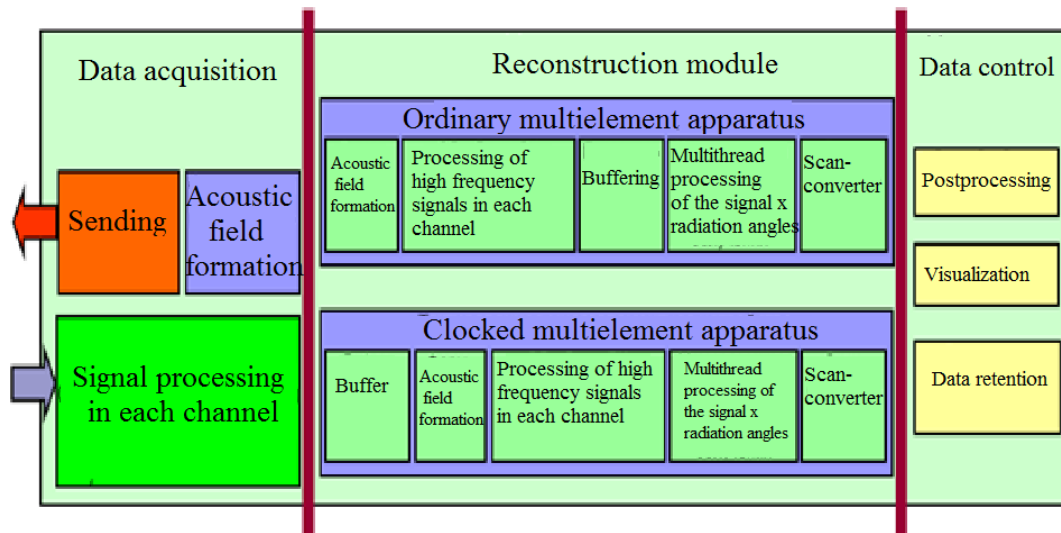 Data acquisition
Sending
Acoustic
field
formation
Signal processing
in each channel
Reconstruction module
Ordinary multielement apparatus
Acoustic
field
formation
Processing of
high frequency
signals in each
channel
Buffering
Multithread
processing
of the signal x
radiation angles
Scan-
converter
Clocked multielement apparatus
Buffer
Acoustic
field
formation
Processing of high
frequency signals
in each channel
Multithread
processing of
the signal x
radiation angles
Scan-
converter
Data control
Postprocessing
Visualization
Data retention